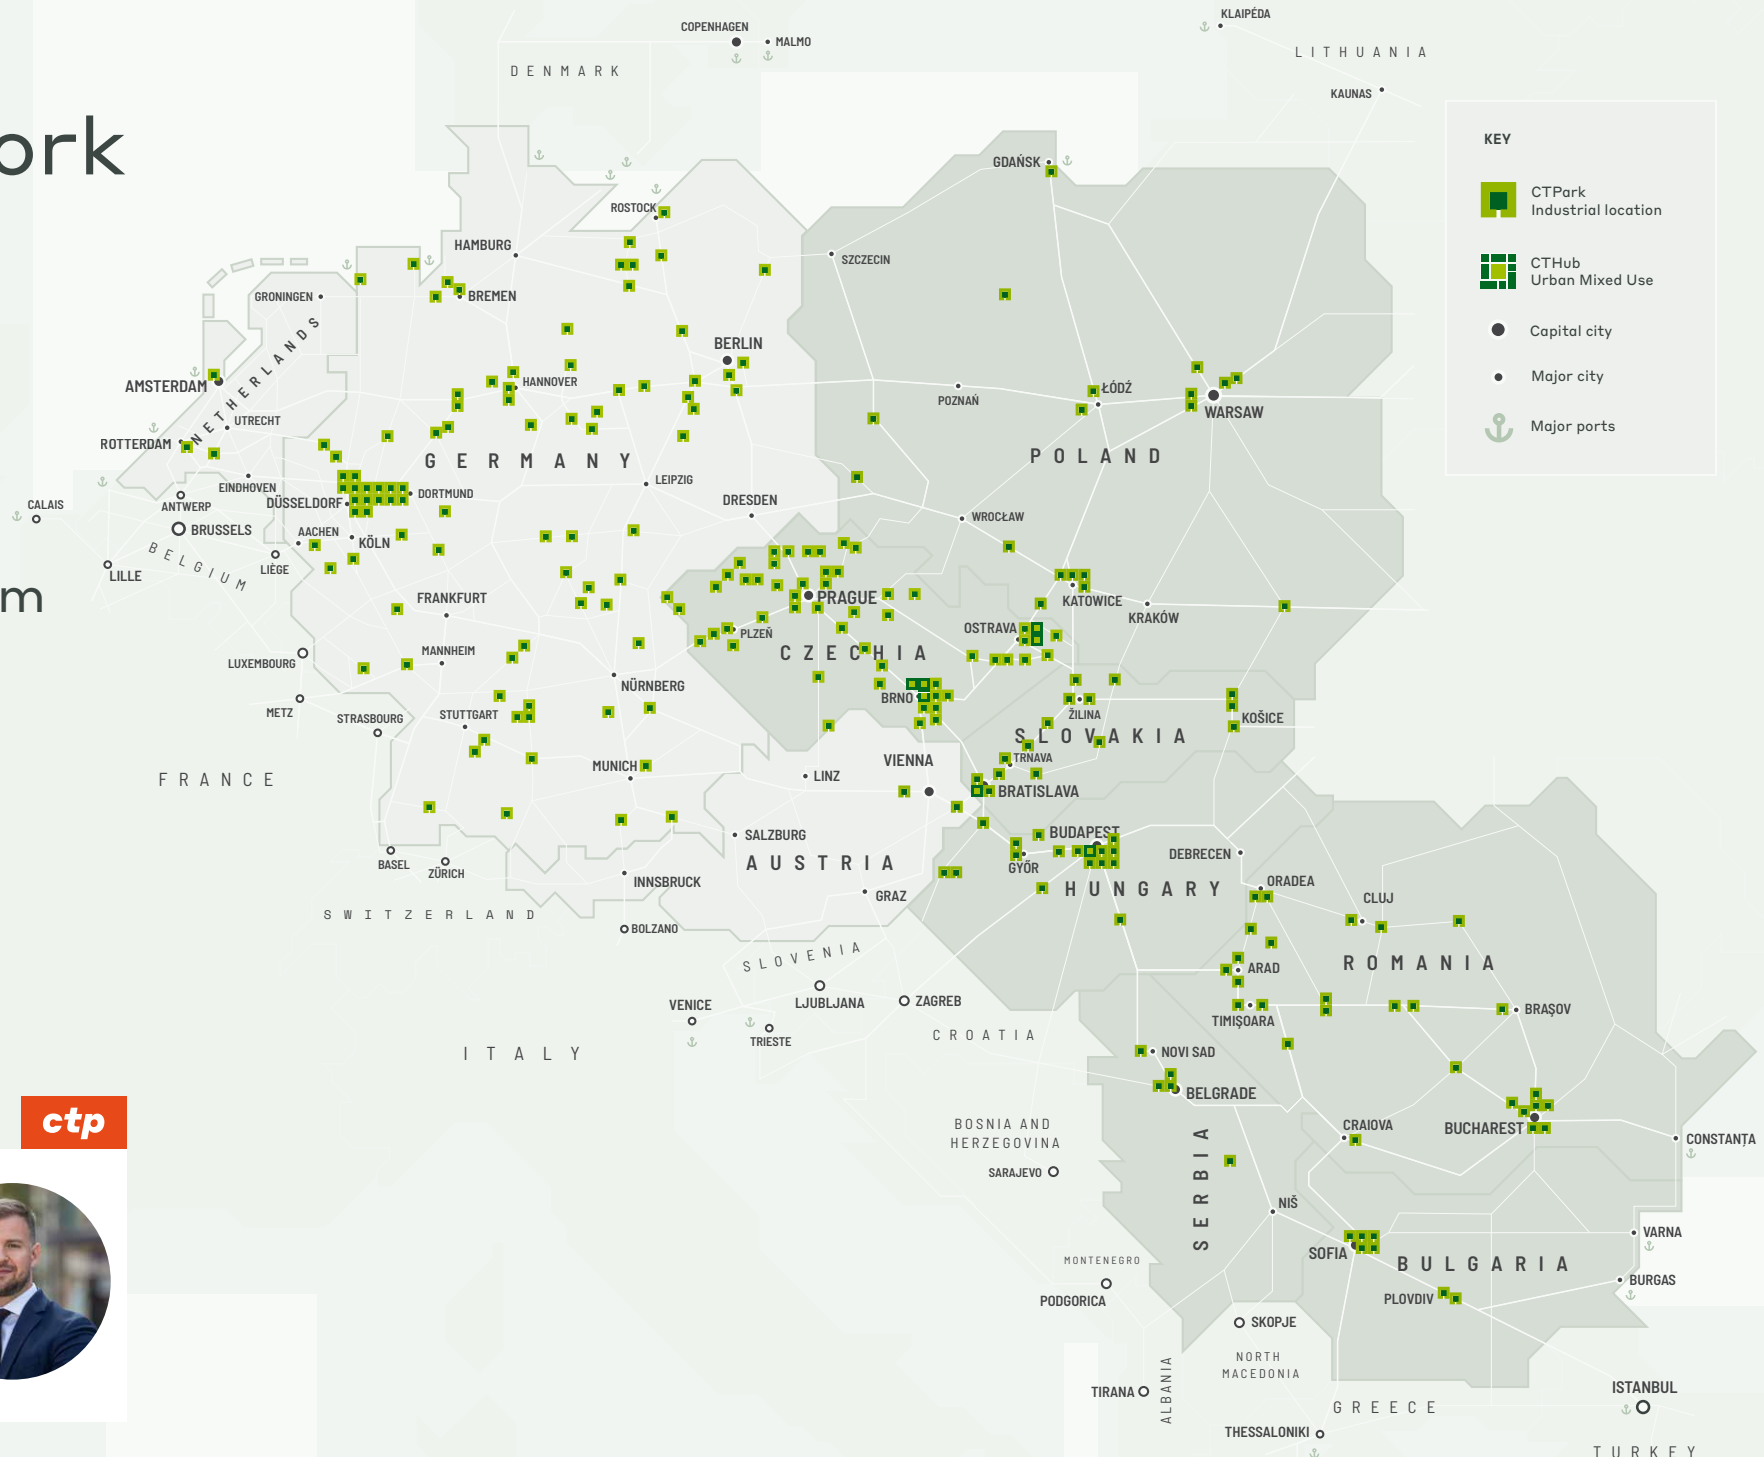 ork
m
ctp
KEY
CTPark
Industrial location
CTHub
Urban Mixed Use
Capital city
Major city
Major ports
COPENHAGEN
MALMO
KLAIPÉDA
LITHUANIA
KAUNAS
DENMARK
GDAŃSK
ROSTOCK
HAMBURG
SZCZECIN
GRONINGEN
BREMEN
BERLIN
AMSTERDAM
NETHERLANDS
HANNOVER
POZNAŃ
ŁÓDŹ
WARSAW
UTRECHT
ROTTERDAM
GERMANY
POLAND
LEIPZIG
EINDHOVEN
DORTMUND
DRESDEN
CALAIS
ANTWERP
DÜSSELDORF
WROCŁAW
BRUSSELS
AACHEN
KÖLN
BELGIUM
LIÈGE
LILLE
FRANKFURT
PRAGUE
KATOWICE
KRAKÓW
OSTRAVA
PLZEŇ
CZECHIA
LUXEMBOURG
MANNHEIM
NÜRNBERG
BRNO
METZ
STRASBOURG
STUTTGART
ŽILINA
KOŠICE
SLOVAKIA
TRNAVA
VIENNA
FRANCE
MUNICH
LINZ
BRATISLAVA
SALZBURG
BUDAPEST
DEBRECEN
BASEL
ZÜRICH
AUSTRIA
GYŐR
INNSBRUCK
HUNGARY
ORADEA
GRAZ
CLUJ
SWITZERLAND
BOLZANO
SLOVENIA
ROMANIA
ARAD
VENICE
LJUBLJANA
ZAGREB
TIMIȘOARA
BRAȘOV
TRIESTE
CROATIA
ITALY
NOVI SAD
BELGRADE
BOSNIA AND
HERZEGOVINA
CRAIOVA
BUCHAREST
CONSTANȚA
SARAJEVO
SERBIA
NIŠ
VARNA
SOFIA
MONTENEGRO
BULGARIA
BURGAS
PODGORICA
PLOVDIV
SKOPJE
NORTH
MACEDONIA
TIRANA
ALBANIA
ISTANBUL
GREECE
THESSALONIKI
TURKEY